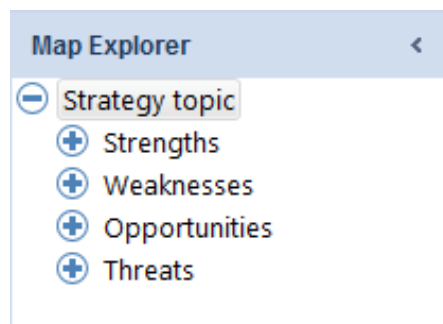 Map Explorer
Strategy topic
Strengths
Weaknesses
Opportunities
Threats